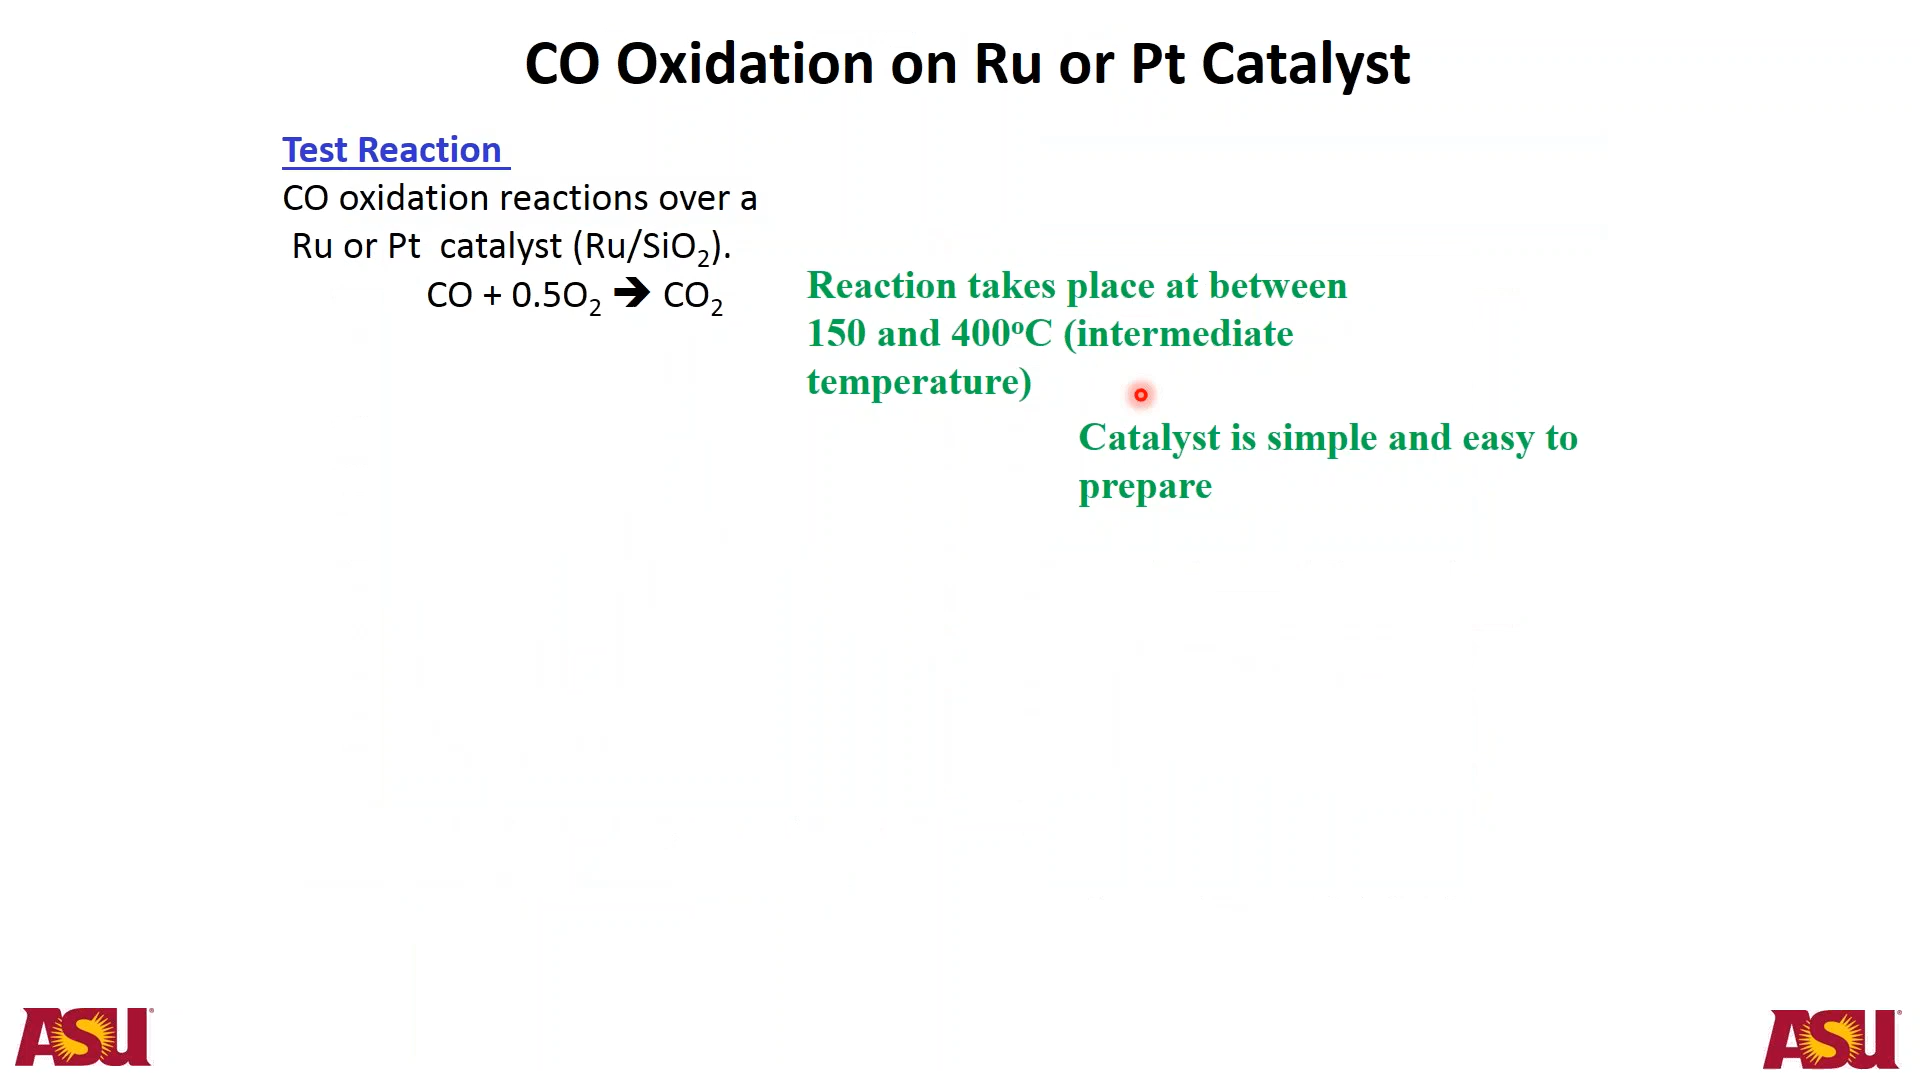 CO Oxidation on Ru or Pt Catalyst
Test Reaction
CO oxidation reactions over a
Ru or Pt catalyst (Ru/SiO₂).
CO + 0.5O₂ ➔ CO₂
Reaction takes place at between
150 and 400°C (intermediate
temperature)
Catalyst is simple and easy to
prepare
ASU
ASU